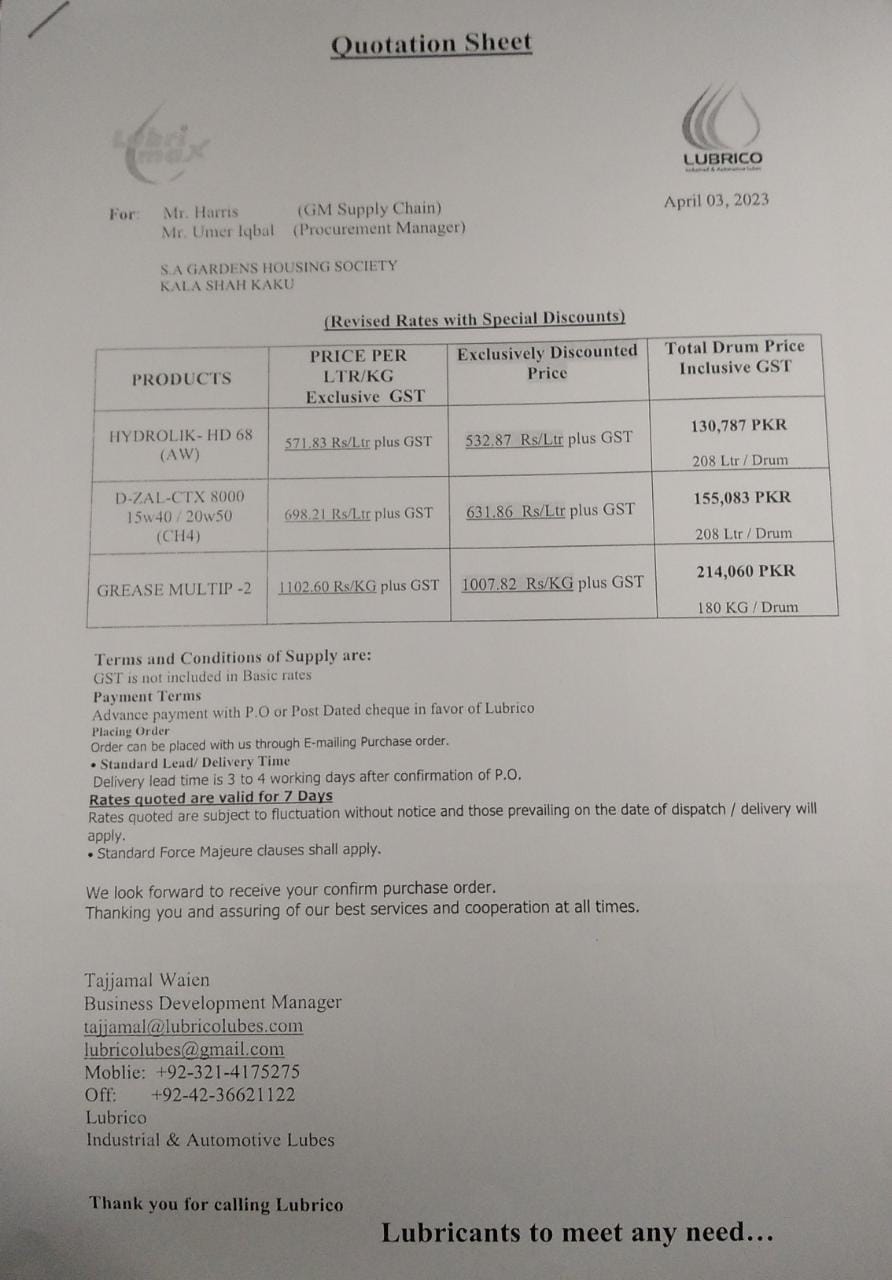 Quotation Sheet
Lubri
max
LUBRICO
Industrial & Automotive lubes
April 03, 2023
For: Mr. Harris (GM Supply Chain)
Mr. Umer Iqbal (Procurement Manager)
S.A GARDENS HOUSING SOCIETY
KALA SHAH KAKU
(Revised Rates with Special Discounts)
PRODUCTS
PRICE PER
LTR/KG
Exclusive GST
Exclusively Discounted
Price
Total Drum Price
Inclusive GST
HYDROLIK- HD 68
(AW)
571.83 Rs/Ltr plus GST
532.87 Rs/Ltr plus GST
130,787 PKR
208 Ltr / Drum
D-ZAL-CTX 8000
15w40 / 20w50
(CH4)
698.21 Rs/Ltr plus GST
631.86 Rs/Ltr plus GST
155,083 PKR
208 Ltr / Drum
GREASE MULTIP -2
1102.60 Rs/KG plus GST
1007.82 Rs/KG plus GST
214,060 PKR
180 KG / Drum
Terms and Conditions of Supply are:
GST is not included in Basic rates
Payment Terms
Advance payment with P.O or Post Dated cheque in favor of Lubrico
Placing Order
Order can be placed with us through E-mailing Purchase order.
• Standard Lead/ Delivery Time
Delivery lead time is 3 to 4 working days after confirmation of P.O.
Rates quoted are valid for 7 Days
Rates quoted are subject to fluctuation without notice and those prevailing on the date of dispatch / delivery will
apply.
• Standard Force Majeure clauses shall apply.
We look forward to receive your confirm purchase order.
Thanking you and assuring of our best services and cooperation at all times.
Tajjamal Waien
Business Development Manager
tajjamal@lubricolubes.com
lubricolubes@gmail.com
Moblie: +92-321-4175275
Off: +92-42-36621122
Lubrico
Industrial & Automotive Lubes
Thank you for calling Lubrico
Lubricants to meet any need...